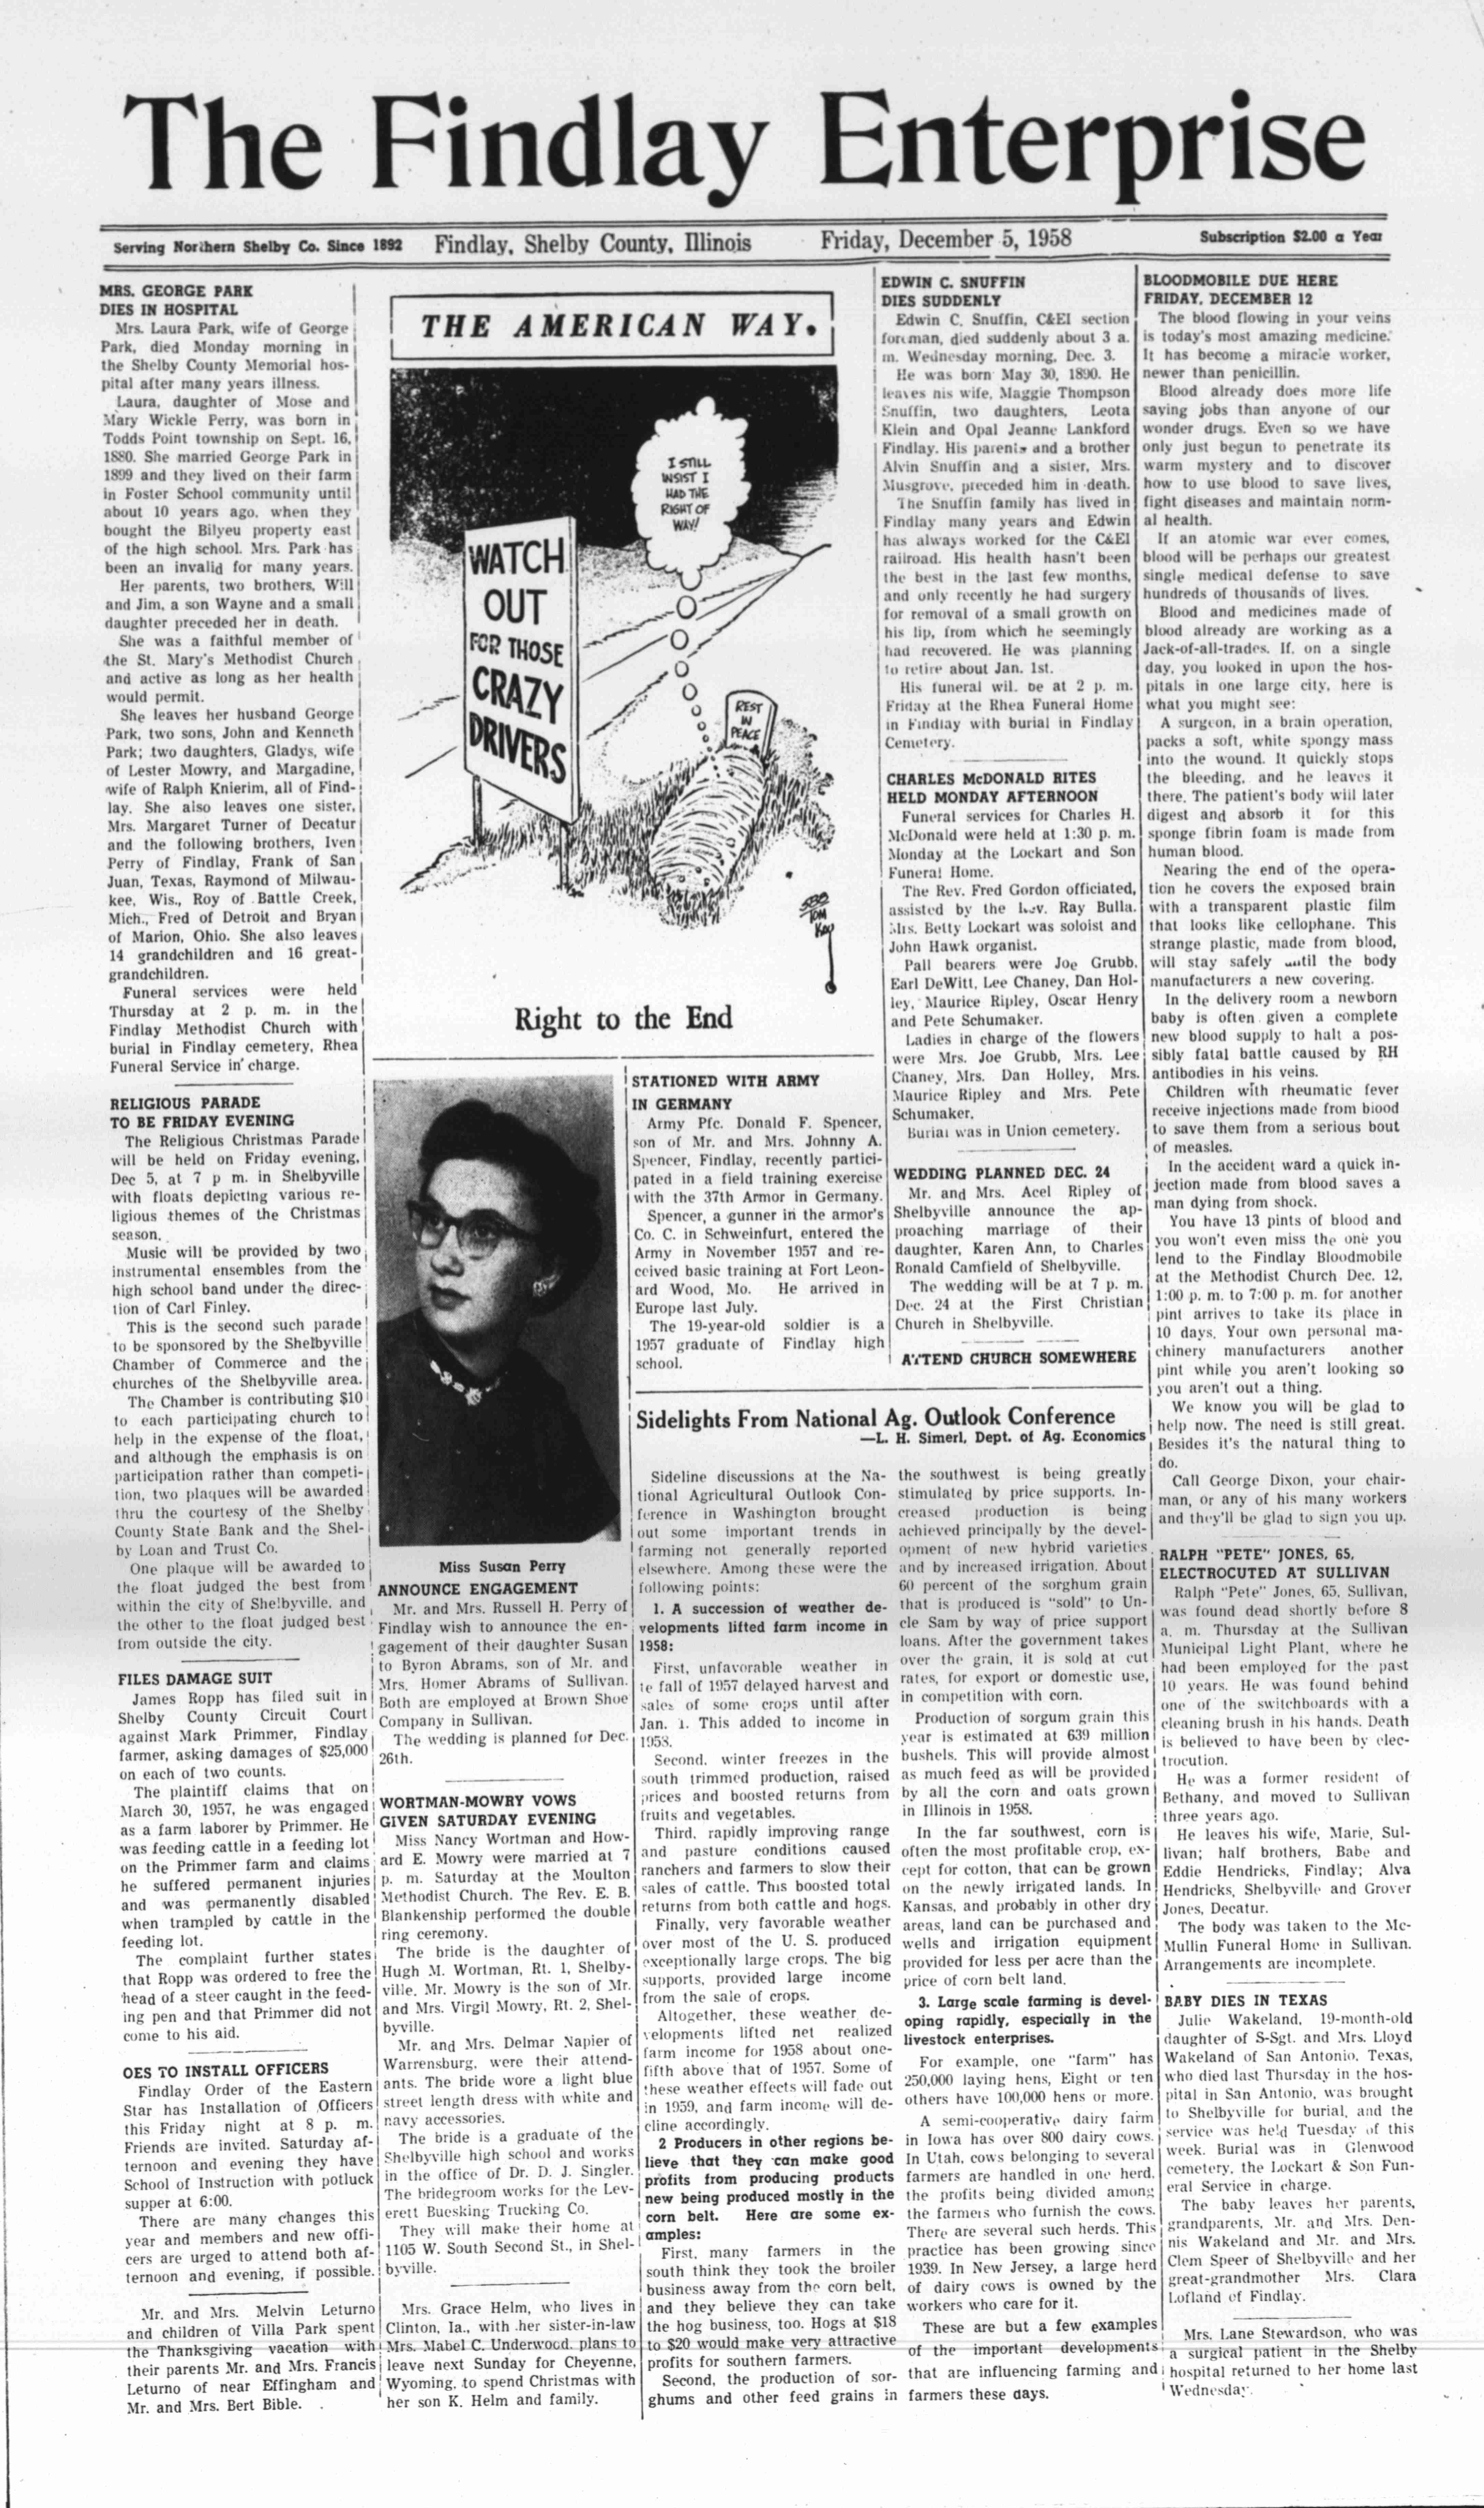 The Findlay Enterprise
Serving Northern Shelby Co. Since 1892 Findlay, Shelby County, Illinois Friday, December 5, 1958 Subscription $2.00 a Year
MRS. GEORGE PARK
DIES IN HOSPITAL
Mrs. Laura Park, wife of George
Park, died Monday morning in
the Shelby County Memorial hos-
pital after many years illness.
Laura, daughter of Mose and
Mary Wickle Perry, was born in
Todds Point township on Sept. 16,
1880. She married George Park in
1899 and they lived on their farm
in Foster School community until
about 10 years ago, when they
bought the Bilyeu property east
of the high school. Mrs. Park has
been an invalid for many years.
Her parents, two brothers, Will
and Jim, a son Wayne and a small
daughter preceded her in death.
She was a faithful member of
the St. Mary's Methodist Church
and active as long as her health
would permit.
She leaves her husband George
Park, two sons, John and Kenneth
Park; two daughters, Gladys, wife
of Lester Mowry, and Margadine,
wife of Ralph Knierim, all of Find-
lay. She also leaves one sister,
Mrs. Margaret Turner of Decatur
and the following brothers, Iven
Perry of Findlay, Frank of San
Juan, Texas, Raymond of Milwau-
kee, Wis., Roy of Battle Creek,
Mich., Fred of Detroit and Bryan
of Marion, Ohio. She also leaves
14 grandchildren and 16 great-
grandchildren.
Funeral services were held
Thursday at 2 p. m. in the
Findlay Methodist Church with
burial in Findlay cemetery, Rhea
Funeral Service in charge.
RELIGIOUS PARADE
TO BE FRIDAY EVENING
The Religious Christmas Parade
will be held on Friday evening,
Dec 5, at 7 p m. in Shelbyville
with floats depicting various re-
ligious themes of the Christmas
season.
Music will be provided by two
instrumental ensembles from the
high school band under the direc-
tion of Carl Finley.
This is the second such parade
to be sponsored by the Shelbyville
Chamber of Commerce and the
churches of the Shelbyville area.
The Chamber is contributing $10
to each participating church to
help in the expense of the float,
and although the emphasis is on
participation rather than competi-
tion, two plaques will be awarded
thru the courtesy of the Shelby
County State Bank and the Shel-
by Loan and Trust Co.
One plaque will be awarded to
the float judged the best from
within the city of Shelbyville, and
the other to the float judged best
from outside the city.
FILES DAMAGE SUIT
James Ropp has filed suit in
Shelby County Circuit Court
against Mark Primmer, Findlay
farmer, asking damages of $25,000
on each of two counts.
The plaintiff claims that on
March 30, 1957, he was engaged
as a farm laborer by Primmer. He
was feeding cattle in a feeding lot
on the Primmer farm and claims
he suffered permanent injuries
and was permanently disabled
when trampled by cattle in the
feeding lot.
The complaint further states
that Ropp was ordered to free the
head of a steer caught in the feed-
ing pen and that Primmer did not
come to his aid.
OES TO INSTALL OFFICERS
Findlay Order of the Eastern
Star has Installation of Officers
this Friday night at 8 p. m.
Friends are invited. Saturday af-
ternoon and evening they have
School of Instruction with potluck
supper at 6:00.
There are many changes this
year and members and new offi-
cers are urged to attend both af-
ternoon and evening, if possible.
Mr. and Mrs. Melvin Leturno
and children of Villa Park spent
the Thanksgiving vacation with
their parents Mr. and Mrs. Francis
Leturno of near Effingham and
Mr. and Mrs. Bert Bible.
THE AMERICAN WAY.
I STILL
INSIST I
HAD THE
RIGHT OF
WAY!
WATCH
OUT
FOR THOSE
CRAZY
DRIVERS
REST
IN
PEACE
Right to the End
Miss Susan Perry
ANNOUNCE ENGAGEMENT
Mr. and Mrs. Russell H. Perry of
Findlay wish to announce the en-
gagement of their daughter Susan
to Byron Abrams, son of Mr. and
Mrs. Homer Abrams of Sullivan.
Both are employed at Brown Shoe
Company in Sullivan.
The wedding is planned for Dec.
26th.
WORTMAN-MOWRY VOWS
GIVEN SATURDAY EVENING
Miss Nancy Wortman and How-
ard E. Mowry were married at 7
p. m. Saturday at the Moulton
Methodist Church. The Rev. E. B.
Blankenship performed the double
ring ceremony.
The bride is the daughter of
Hugh M. Wortman, Rt. 1, Shelby-
ville. Mr. Mowry is the son of Mr.
and Mrs. Virgil Mowry, Rt. 2, Shel-
byville.
Mr. and Mrs. Delmar Napier of
Warrensburg, were their attend-
ants. The bride wore a light blue
street length dress with white and
navy accessories.
The bride is a graduate of the
Shelbyville high school and works
in the office of Dr. D. J. Singler.
The bridegroom works for the Lev-
erett Buesking Trucking Co.
They will make their home at
1105 W. South Second St., in Shel-
byville.
Mrs. Grace Helm, who lives in
Clinton, Ia., with her sister-in-law
Mrs. Mabel C. Underwood, plans to
leave next Sunday for Cheyenne,
Wyoming, to spend Christmas with
her son K. Helm and family.
STATIONED WITH ARMY
IN GERMANY
Army Pfc. Donald F. Spencer,
son of Mr. and Mrs. Johnny A.
Spencer, Findlay, recently partici-
pated in a field training exercise
with the 37th Armor in Germany.
Spencer, a gunner in the armor's
Co. C. in Schweinfurt, entered the
Army in November 1957 and re-
ceived basic training at Fort Leon-
ard Wood, Mo. He arrived in
Europe last July.
The 19-year-old soldier is a
1957 graduate of Findlay high
school.
EDWIN C. SNUFFIN
DIES SUDDENLY
Edwin C. Snuffin, C&EI section
foreman, died suddenly about 3 a.
m. Wednesday morning, Dec. 3.
He was born May 30, 1890. He
leaves nis wife, Maggie Thompson
Snuffin, two daughters, Leota
Klein and Opal Jeanne Lankford
Findlay. His parents and a brother
Alvin Snuffin and a sister, Mrs.
Musgrove, preceded him in death.
The Snuffin family has lived in
Findlay many years and Edwin
has always worked for the C&EI
railroad. His health hasn't been
the best in the last few months,
and only recently he had surgery
for removal of a small growth on
his lip, from which he seemingly
had recovered. He was planning
to retire about Jan. 1st.
His funeral wil. be at 2 p. m.
Friday at the Rhea Funeral Home
in Findlay with burial in Findlay
Cemetery.
CHARLES McDONALD RITES
HELD MONDAY AFTERNOON
Funeral services for Charles H.
McDonald were held at 1:30 p. m.
Monday at the Lockart and Son
Funeral Home.
The Rev. Fred Gordon officiated,
assisted by the Rev. Ray Bulla.
Mrs. Betty Lockart was soloist and
John Hawk organist.
Pall bearers were Joe Grubb,
Earl DeWitt, Lee Chaney, Dan Hol-
ley, Maurice Ripley, Oscar Henry
and Pete Schumaker.
Ladies in charge of the flowers
were Mrs. Joe Grubb, Mrs. Lee
Chaney, Mrs. Dan Holley, Mrs.
Maurice Ripley and Mrs. Pete
Schumaker.
Burial was in Union cemetery.
WEDDING PLANNED DEC. 24
Mr. and Mrs. Acel Ripley of
Shelbyville announce the ap-
proaching marriage of their
daughter, Karen Ann, to Charles
Ronald Camfield of Shelbyville.
The wedding will be at 7 p. m.
Dec. 24 at the First Christian
Church in Shelbyville.
ATTEND CHURCH SOMEWHERE
Sidelights From National Ag. Outlook Conference
—L. H. Simerl, Dept. of Ag. Economics
Sideline discussions at the Na-
tional Agricultural Outlook Con-
ference in Washington brought
out some important trends in
farming not generally reported
elsewhere. Among these were the
following points:
1. A succession of weather de-
velopments lifted farm income in
1958:
First, unfavorable weather in
te fall of 1957 delayed harvest and
sales of some crops until after
Jan. 1. This added to income in
1958.
Second, winter freezes in the
south trimmed production, raised
prices and boosted returns from
fruits and vegetables.
Third, rapidly improving range
and pasture conditions caused
ranchers and farmers to slow their
sales of cattle. This boosted total
returns from both cattle and hogs.
Finally, very favorable weather
over most of the U. S. produced
exceptionally large crops. The big
supports, provided large income
from the sale of crops.
Altogether, these weather de-
velopments lifted net realized
farm income for 1958 about one-
fifth above that of 1957. Some of
these weather effects will fade out
in 1959, and farm income will de-
cline accordingly.
2 Producers in other regions be-
lieve that they can make good
profits from producing products
new being produced mostly in the
corn belt. Here are some ex-
amples:
First, many farmers in the
south think they took the broiler
business away from the corn belt,
and they believe they can take
the hog business, too. Hogs at $18
to $20 would make very attractive
profits for southern farmers.
Second, the production of sor-
ghums and other feed grains in
the southwest is being greatly
stimulated by price supports. In-
creased production is being
achieved principally by the devel-
opment of new hybrid varieties
and by increased irrigation. About
60 percent of the sorghum grain
that is produced is "sold" to Un-
cle Sam by way of price support
loans. After the government takes
over the grain, it is sold at cut
rates, for export or domestic use,
in competition with corn.
Production of sorgum grain this
year is estimated at 639 million
bushels. This will provide almost
as much feed as will be provided
by all the corn and oats grown
in Illinois in 1958.
In the far southwest, corn is
often the most profitable crop, ex-
cept for cotton, that can be grown
on the newly irrigated lands. In
Kansas, and probably in other dry
areas, land can be purchased and
wells and irrigation equipment
provided for less per acre than the
price of corn belt land.
3. Large scale farming is devel-
oping rapidly, especially in the
livestock enterprises.
For example, one "farm" has
250,000 laying hens, Eight or ten
others have 100,000 hens or more.
A semi-cooperative dairy farm
in Iowa has over 800 dairy cows.
In Utah, cows belonging to several
farmers are handled in one herd.
the profits being divided among
the farmers who furnish the cows.
There are several such herds. This
practice has been growing since
1939. In New Jersey, a large herd
of dairy cows is owned by the
workers who care for it.
These are but a few examples
of the important developments
that are influencing farming and
farmers these days.
BLOODMOBILE DUE HERE
FRIDAY, DECEMBER 12
The blood flowing in your veins
is today's most amazing medicine.
It has become a miracle worker,
newer than penicillin.
Blood already does more life
saving jobs than anyone of our
wonder drugs. Even so we have
only just begun to penetrate its
warm mystery and to discover
how to use blood to save lives,
fight diseases and maintain norm-
al health.
If an atomic war ever comes,
blood will be perhaps our greatest
single medical defense to save
hundreds of thousands of lives.
Blood and medicines made of
blood already are working as a
Jack-of-all-trades. If, on a single
day, you looked in upon the hos-
pitals in one large city, here is
what you might see:
A surgeon, in a brain operation,
packs a soft, white spongy mass
into the wound. It quickly stops
the bleeding, and he leaves it
there. The patient's body will later
digest and absorb it for this
sponge fibrin foam is made from
human blood.
Nearing the end of the opera-
tion he covers the exposed brain
with a transparent plastic film
that looks like cellophane. This
strange plastic, made from blood,
will stay safely until the body
manufacturers a new covering.
In the delivery room a newborn
baby is often given a complete
new blood supply to halt a pos-
sibly fatal battle caused by RH
antibodies in his veins.
Children with rheumatic fever
receive injections made from blood
to save them from a serious bout
of measles.
In the accident ward a quick in-
jection made from blood saves a
man dying from shock.
You have 13 pints of blood and
you won't even miss the one you
lend to the Findlay Bloodmobile
at the Methodist Church Dec. 12,
1:00 p. m. to 7:00 p. m. for another
pint arrives to take its place in
10 days. Your own personal ma-
chinery manufacturers another
pint while you aren't looking so
you aren't out a thing.
We know you will be glad to
help now. The need is still great.
Besides it's the natural thing to
do.
Call George Dixon, your chair-
man, or any of his many workers
and they'll be glad to sign you up.
RALPH "PETE" JONES, 65,
ELECTROCUTED AT SULLIVAN
Ralph "Pete" Jones, 65, Sullivan,
was found dead shortly before 8
a. m. Thursday at the Sullivan
Municipal Light Plant, where he
had been employed for the past
10 years. He was found behind
one of the switchboards with a
cleaning brush in his hands. Death
is believed to have been by elec-
trocution.
He was a former resident of
Bethany, and moved to Sullivan
three years ago.
He leaves his wife, Marie, Sul-
livan; half brothers, Babe and
Eddie Hendricks, Findlay; Alva
Hendricks, Shelbyville and Grover
Jones, Decatur.
The body was taken to the Mc-
Mullin Funeral Home in Sullivan.
Arrangements are incomplete.
BABY DIES IN TEXAS
Julie Wakeland, 19-month-old
daughter of S-Sgt. and Mrs. Lloyd
Wakeland of San Antonio, Texas,
who died last Thursday in the hos-
pital in San Antonio, was brought
to Shelbyville for burial, and the
service was held Tuesday of this
week. Burial was in Glenwood
cemetery, the Lockart & Son Fun-
eral Service in charge.
The baby leaves her parents,
grandparents, Mr. and Mrs. Den-
nis Wakeland and Mr. and Mrs.
Clem Speer of Shelbyville and her
great-grandmother Mrs. Clara
Lofland of Findlay.
Mrs. Lane Stewardson, who was
a surgical patient in the Shelby
hospital returned to her home last
Wednesday.